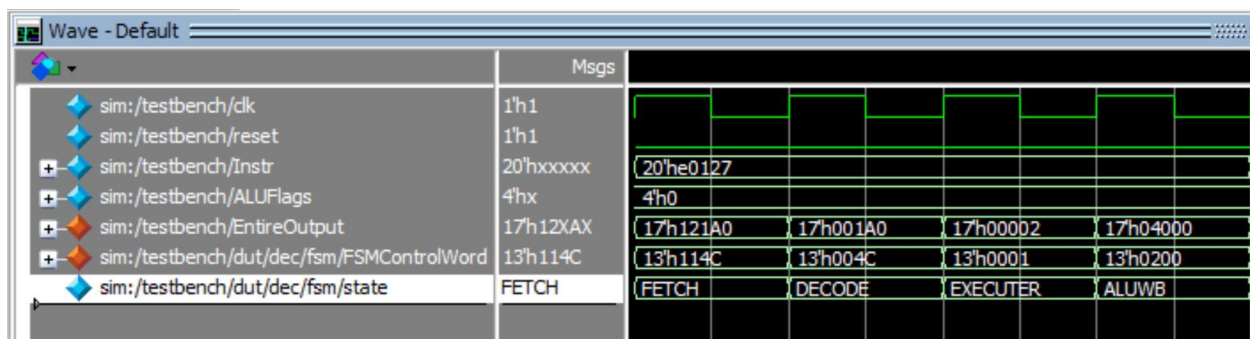 Wave - Default
Msgs
sim:/testbench/clk 1'h1
sim:/testbench/reset 1'h1
sim:/testbench/Instr 20'hxxxxx 20'he0127
sim:/testbench/ALUFlags 4'hx 4'h0
sim:/testbench/EntireOutput 17'h12XAX 17'h121A0 17'h001A0 17'h00002 17'h04000
sim:/testbench/dut/dec/fsm/FSMControlWord 13'h114C 13'h114C 13'h004C 13'h0001 13'h0200
sim:/testbench/dut/dec/fsm/state FETCH FETCH DECODE EXECUTER ALUWB